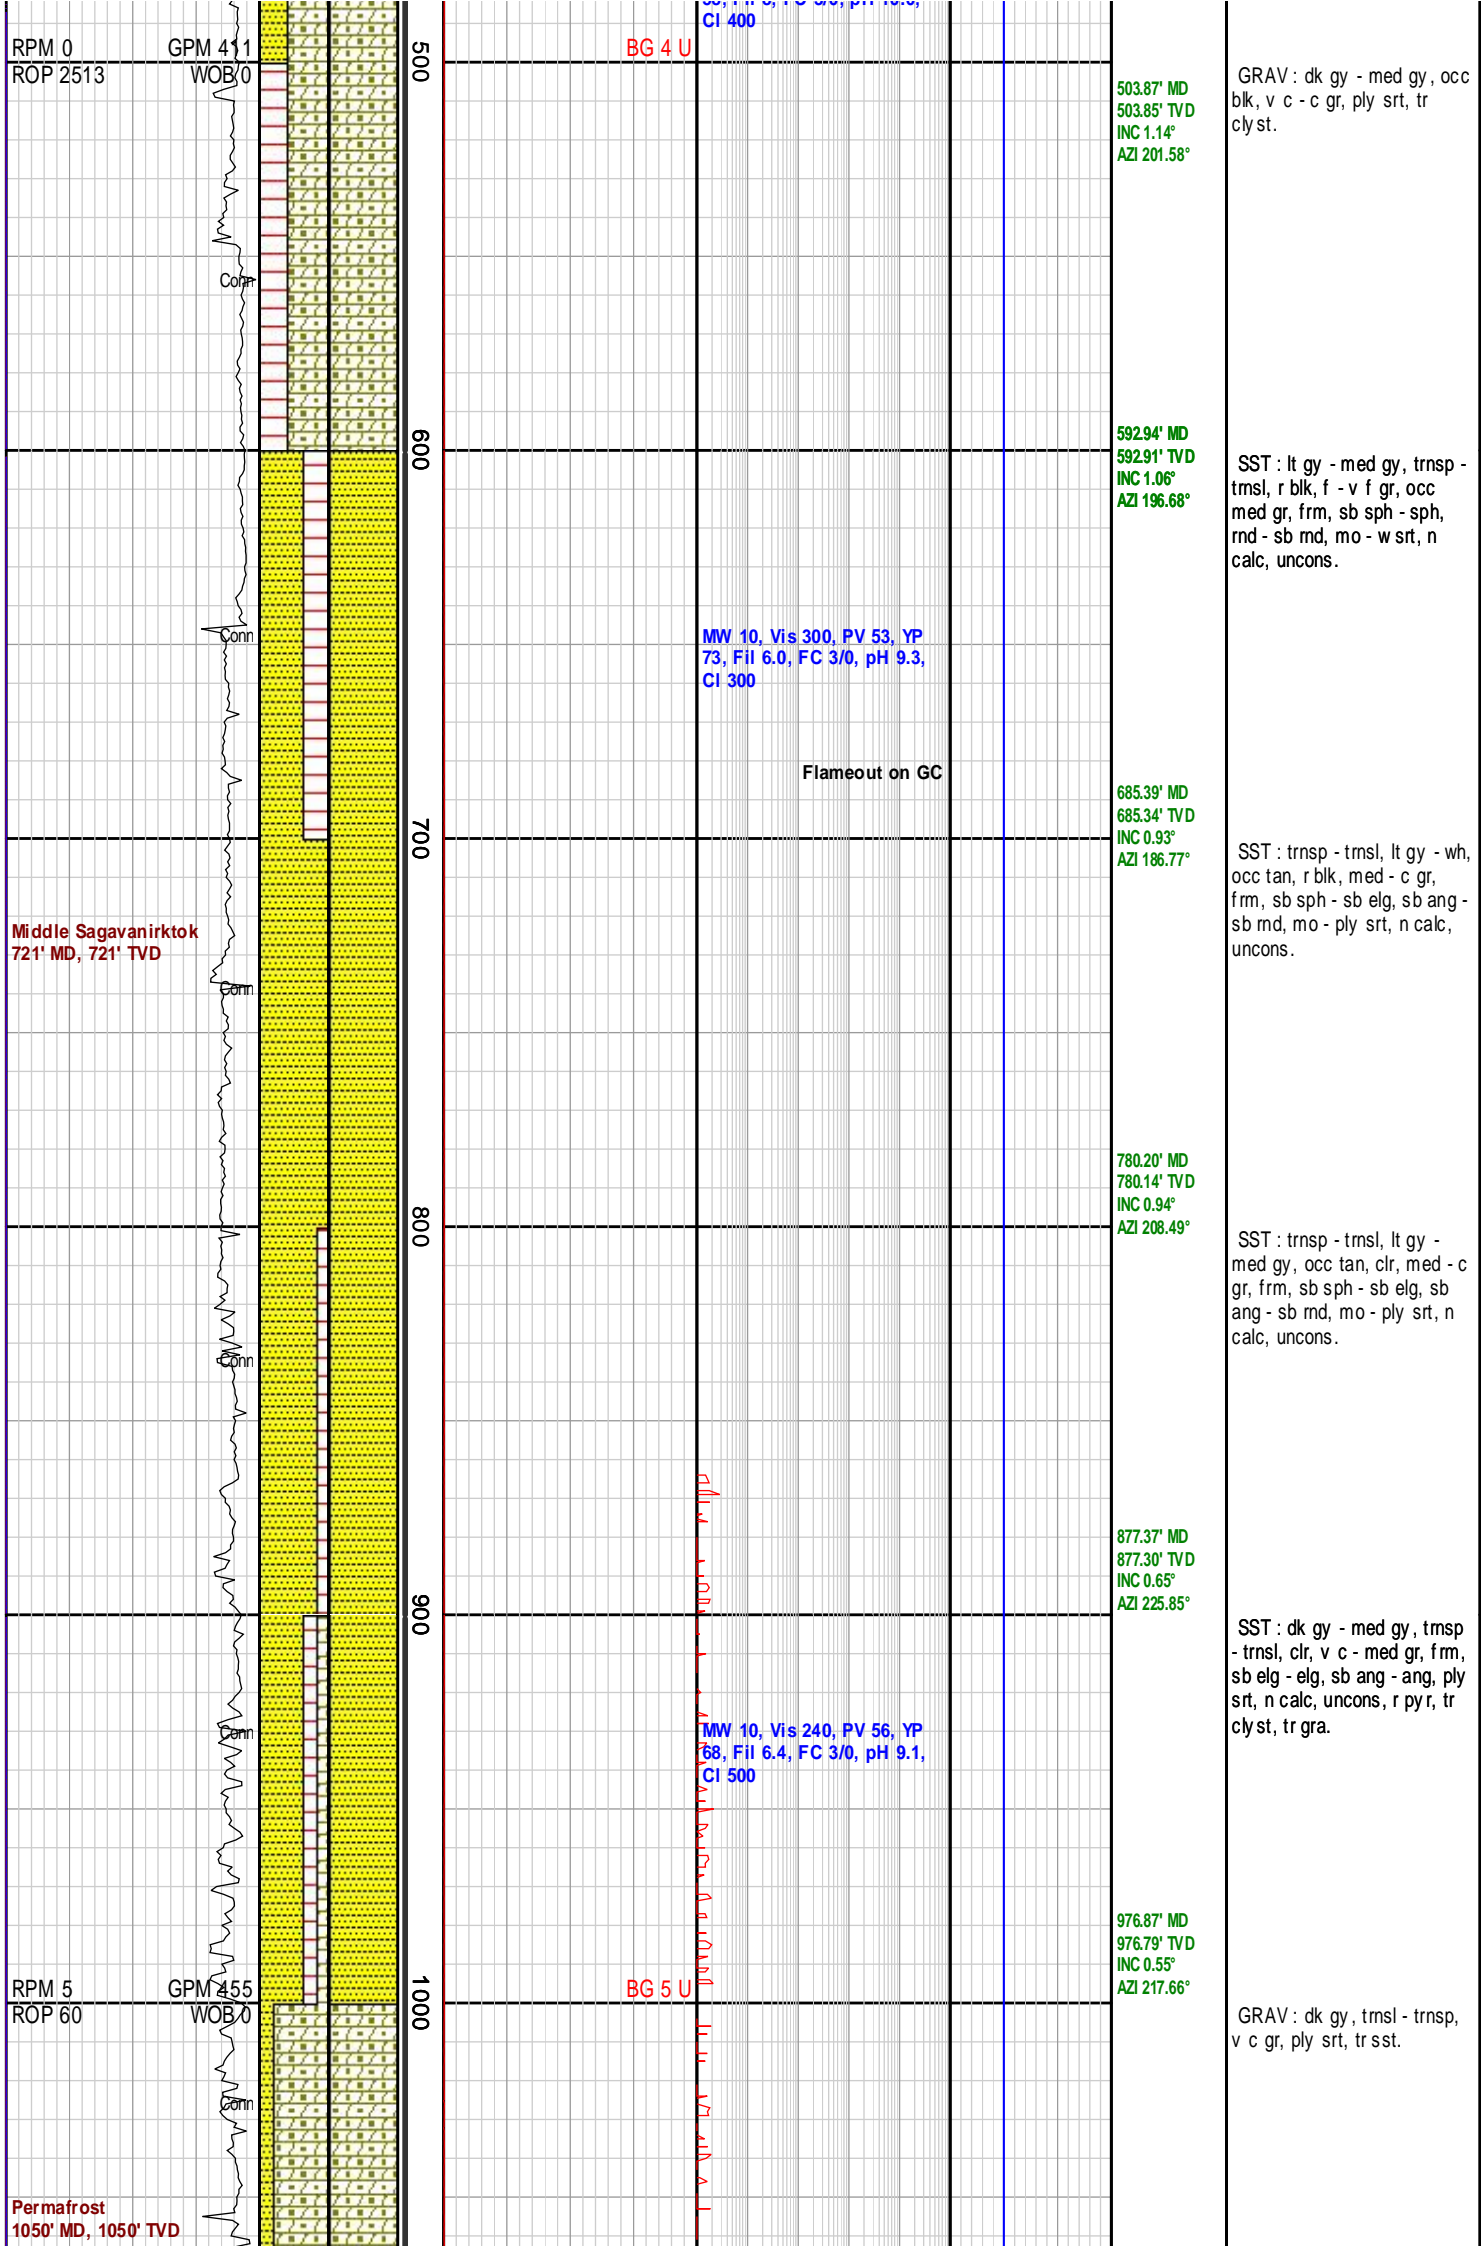 CI 400
RPM 0 GPM 411
BG 4 U
500
ROP 2513 WOB 0
503.87' MD
503.85' TVD
INC 1.14°
AZI 201.58°
GRAV : dk gy - med gy, occ
blk, v c - c gr, ply srt, tr
clyst.
Conn
600
592.94' MD
592.91' TVD
INC 1.06°
AZI 196.68°
SST : lt gy - med gy, trnsp -
trnsl, r blk, f - v f gr, occ
med gr, frm, sb sph - sph,
rnd - sb rnd, mo - w srt, n
calc, uncons.
Conn
MW 10, Vis 300, PV 53, YP
73, Fil 6.0, FC 3/0, pH 9.3,
Cl 300
Flameout on GC
685.39' MD
685.34' TVD
INC 0.93°
AZI 186.77°
700
SST : trnsp - trnsl, lt gy - wh,
occ tan, r blk, med - c gr,
frm, sb sph - sb elg, sb ang -
sb rnd, mo - ply srt, n calc,
uncons.
Middle Sagavanirktok
721' MD, 721' TVD
Conn
780.20' MD
780.14' TVD
INC 0.94°
AZI 208.49°
800
SST : trnsp - trnsl, lt gy -
med gy, occ tan, clr, med - c
gr, frm, sb sph - sb elg, sb
ang - sb rnd, mo - ply srt, n
calc, uncons.
Conn
877.37' MD
877.30' TVD
INC 0.65°
AZI 225.85°
900
SST : dk gy - med gy, trnsp
- trnsl, clr, v c - med gr, frm,
sb elg - elg, sb ang - ang, ply
srt, n calc, uncons, r pyr, tr
clyst, tr gra.
Conn
MW 10, Vis 240, PV 56, YP
68, Fil 6.4, FC 3/0, pH 9.1,
Cl 500
976.87' MD
976.79' TVD
INC 0.55°
AZI 217.66°
RPM 5 GPM 455
BG 5 U
1000
ROP 60 WOB 0
GRAV : dk gy, trnsl - trnsp,
v c gr, ply srt, tr sst.
Conn
Permafrost
1050' MD, 1050' TVD